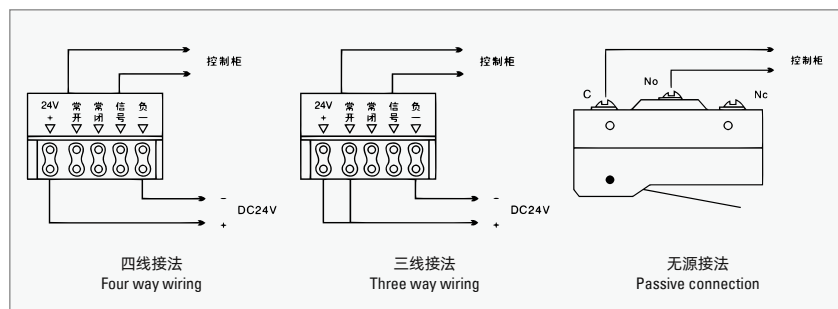 控制柜
24V
+
常开
常闭
信号
负
一
-
DC24V
+
四线接法
Four way wiring
控制柜
24V
+
常开
常闭
信号
负
一
-
DC24V
+
三线接法
Three way wiring
控制柜
C
No
Nc
无源接法
Passive connection